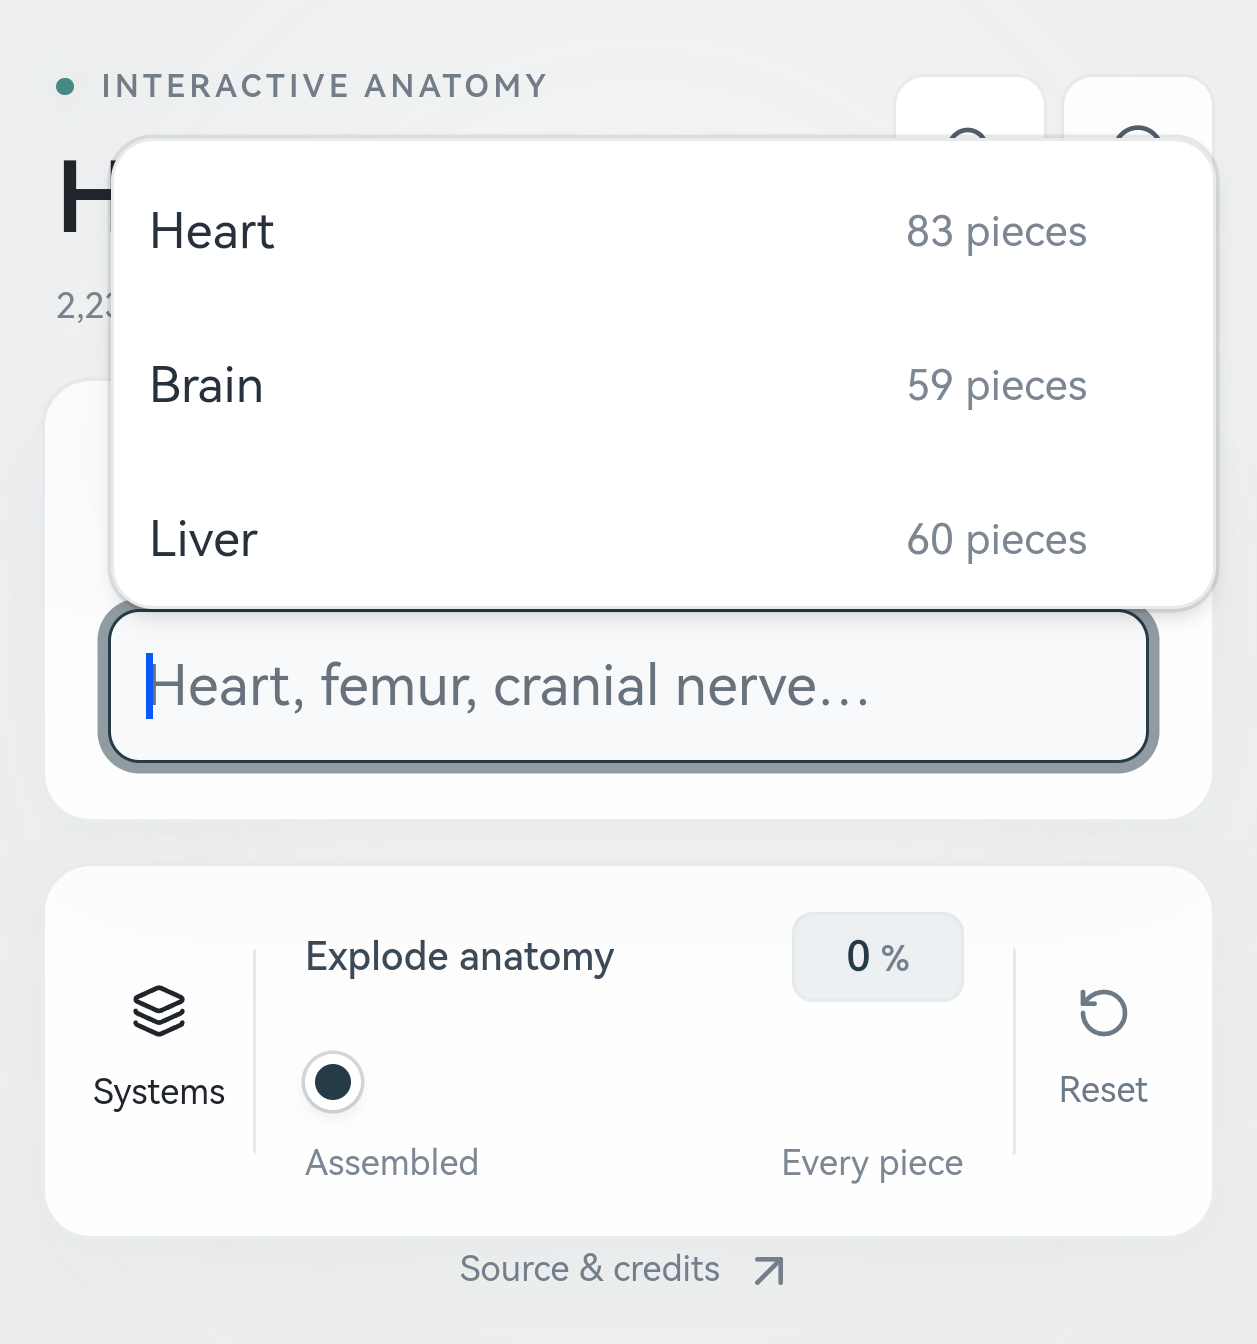 INTERACTIVE ANATOMY
Heart 83 pieces
Brain 59 pieces
Liver 60 pieces
Heart, femur, cranial nerve…
Explode anatomy 0 %
Systems
Reset
Assembled Every piece
Source & credits